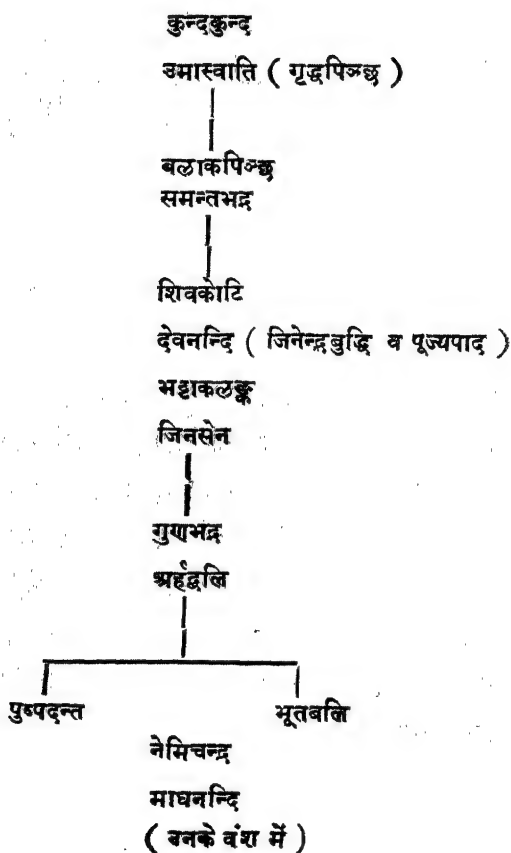 कुन्दकुन्द
उमास्वाति ( गृद्धपिञ्छ )
बलाकपिञ्छ
समन्तभद्र
शिवकोटि
देवनन्दि ( जिनेन्द्रबुद्धि व पूज्यपाद )
भट्टाकलङ्क
जिनसेन
गुणभद्र
अर्हद्बलि
पुष्पदन्त भूतबलि
नेमिचन्द्र
माघनन्दि
( उनके वंश में )